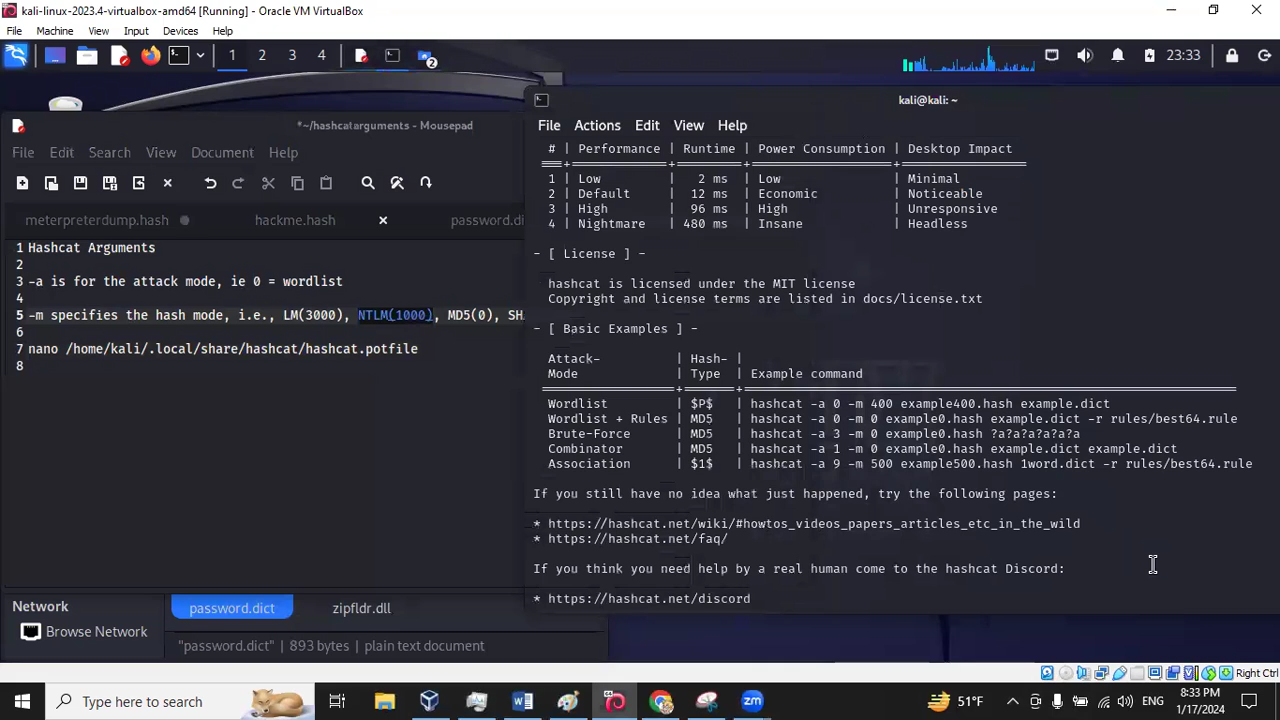 kali-linux-2023.4-virtualbox-amd64 [Running] - Oracle VM VirtualBox
File Machine View Input Devices Help
1 2 3 4 2 23:33
*~/hashcatarguments - Mousepad
File Edit Search View Document Help
meterpreterdump.hash hackme.hash password.di
1 Hashcat Arguments
2
3 -a is for the attack mode, ie 0 = wordlist
4
5 -m specifies the hash mode, i.e., LM(3000), NTLM(1000), MD5(0), SH
6
7 nano /home/kali/.local/share/hashcat/hashcat.potfile
8
Network
Browse Network
password.dict zipfldr.dll
"password.dict" | 893 bytes | plain text document
kali@kali: ~
File Actions Edit View Help
# | Performance | Runtime | Power Consumption | Desktop Impact
===+=============+=========+===================+=================
1 | Low | 2 ms | Low | Minimal
2 | Default | 12 ms | Economic | Noticeable
3 | High | 96 ms | High | Unresponsive
4 | Nightmare | 480 ms | Insane | Headless
- [ License ] -
hashcat is licensed under the MIT license
Copyright and license terms are listed in docs/license.txt
- [ Basic Examples ] -
Attack- | Hash- |
Mode | Type | Example command
==================+=======+==================================================================
Wordlist | $P$ | hashcat -a 0 -m 400 example400.hash example.dict
Wordlist + Rules | MD5 | hashcat -a 0 -m 0 example0.hash example.dict -r rules/best64.rule
Brute-Force | MD5 | hashcat -a 3 -m 0 example0.hash ?a?a?a?a?a?a
Combinator | MD5 | hashcat -a 1 -m 0 example0.hash example.dict example.dict
Association | $1$ | hashcat -a 9 -m 500 example500.hash 1word.dict -r rules/best64.rule
If you still have no idea what just happened, try the following pages:
* https://hashcat.net/wiki/#howtos_videos_papers_articles_etc_in_the_wild
* https://hashcat.net/faq/
If you think you need help by a real human come to the hashcat Discord:
* https://hashcat.net/discord
Right Ctrl
Type here to search
51°F
ENG
8:33 PM
1/17/2024